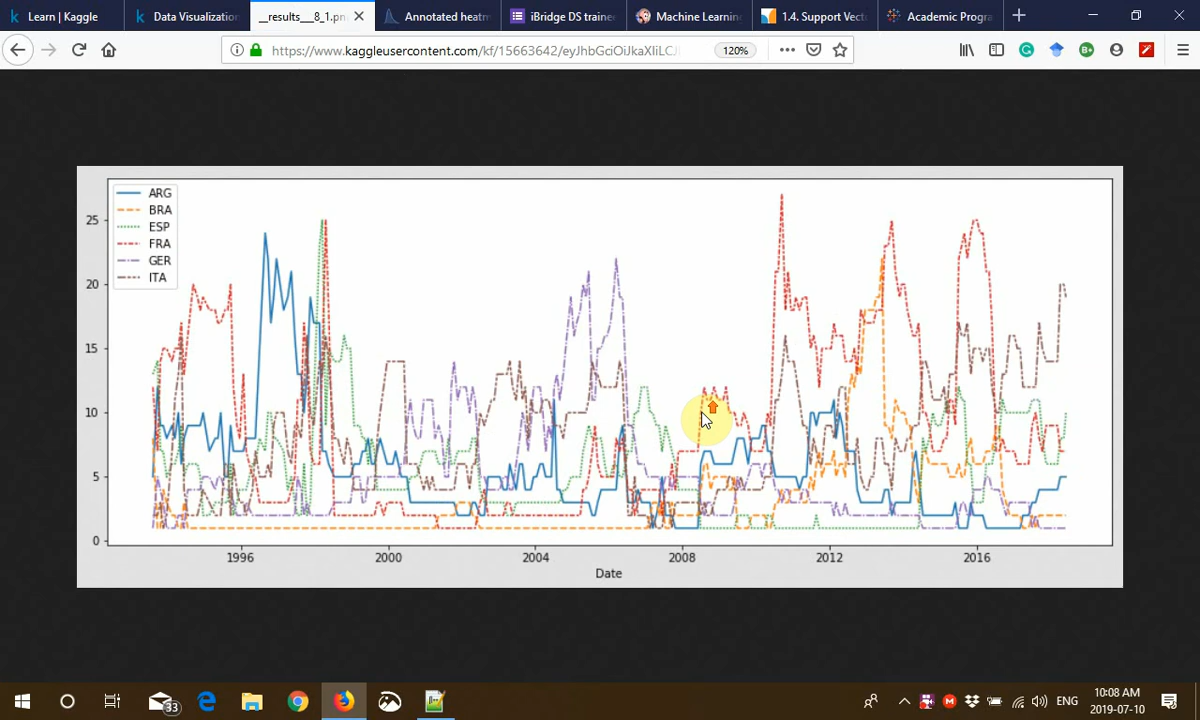 Learn | Kaggle
Data Visualization
__results___8_1.pn
Annotated heatm
iBridge DS traine
Machine Learnin
1.4. Support Vect
Academic Progra
https://www.kaggleusercontent.com/kf/15663642/
120%
ARG
BRA
ESP
FRA
GER
ITA
25
20
15
10
5
0
1996 2000 2004 2008 2012 2016
Date
33
ENG
10:08 AM
2019-07-10